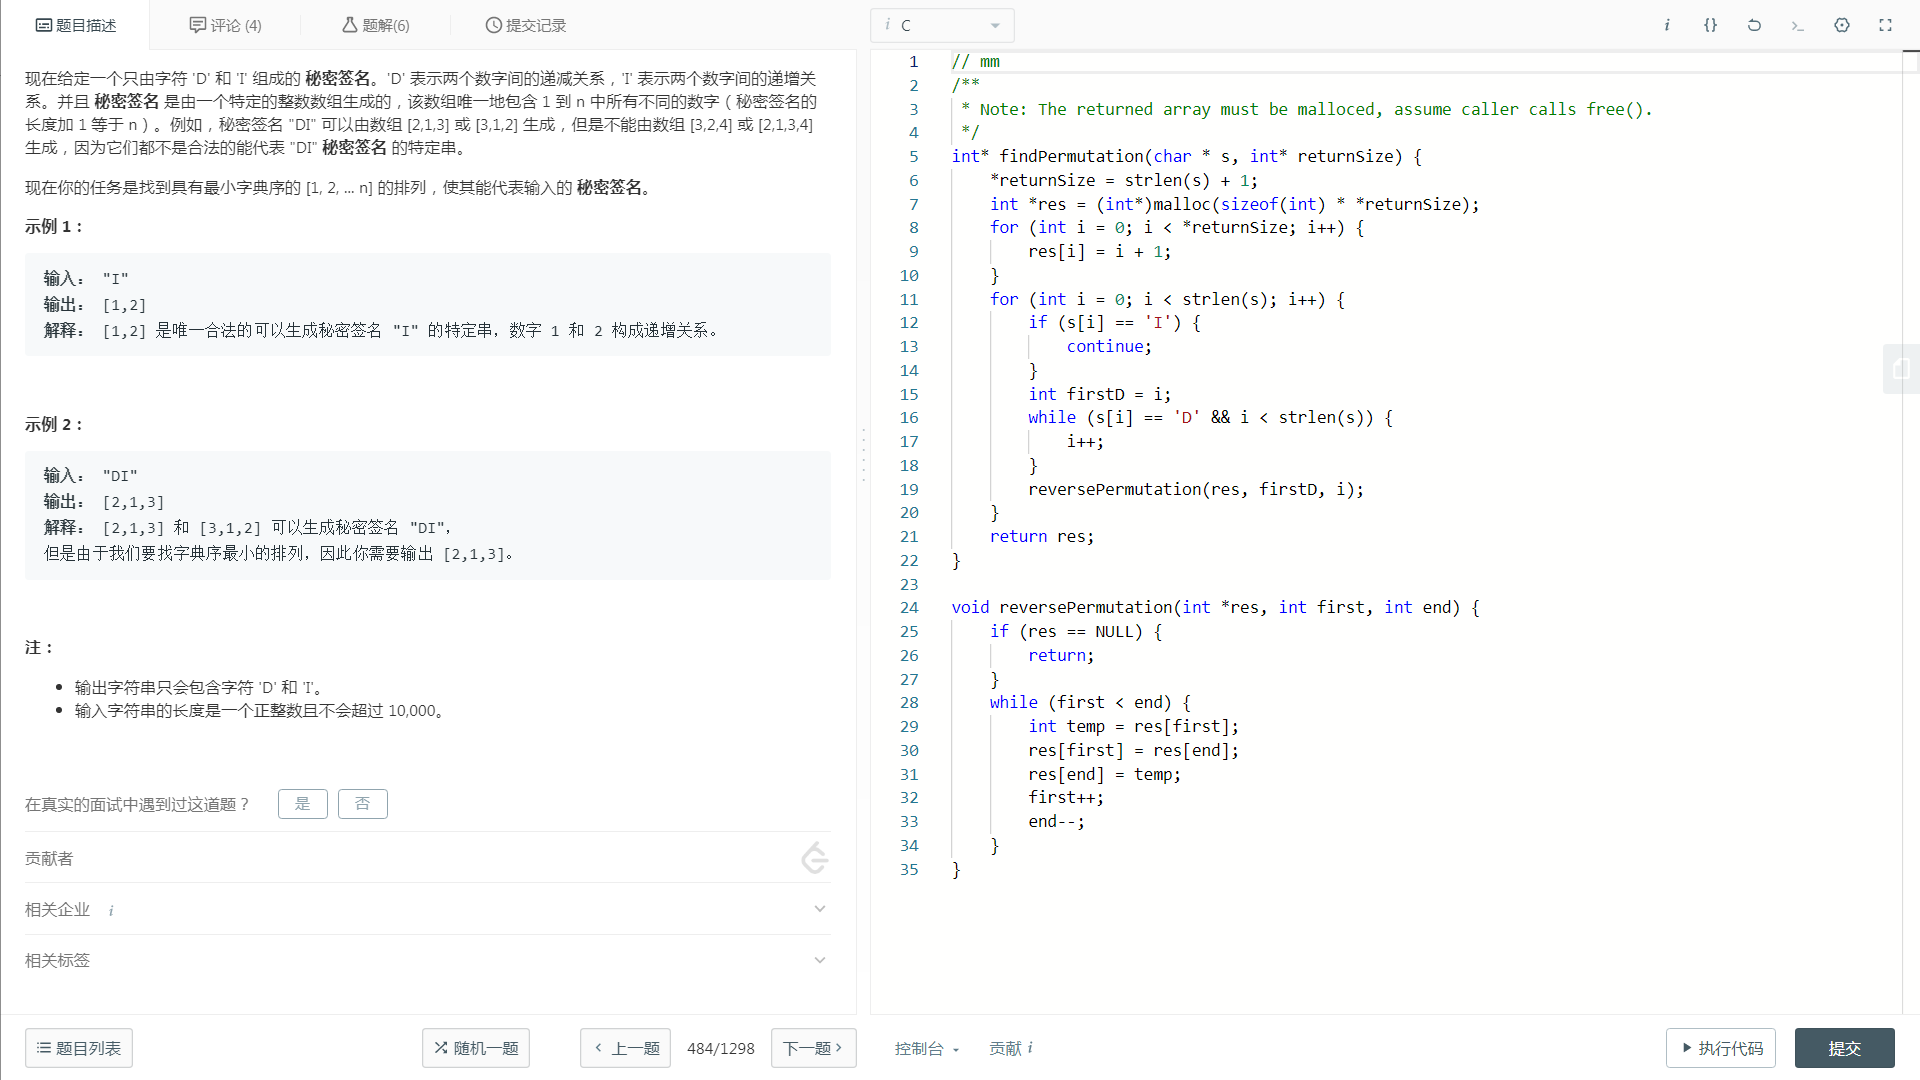 题目描述
评论 (4)
题解(6)
提交记录
现在给定一个只由字符 'D' 和 'I' 组成的 秘密签名。'D' 表示两个数字间的递减关系，'I' 表示两个数字间的递增关
系。并且 秘密签名 是由一个特定的整数数组生成的，该数组唯一地包含 1 到 n 中所有不同的数字（秘密签名的
长度加 1 等于 n）。例如，秘密签名 "DI" 可以由数组 [2,1,3] 或 [3,1,2] 生成，但是不能由数组 [3,2,4] 或 [2,1,3,4]
生成，因为它们都不是合法的能代表 "DI" 秘密签名 的特定串。
现在你的任务是找到具有最小字典序的 [1, 2, ... n] 的排列，使其能代表输入的 秘密签名。
示例 1：
输入： "I"
输出： [1,2]
解释： [1,2] 是唯一合法的可以生成秘密签名 "I" 的特定串，数字 1 和 2 构成递增关系。
示例 2：
输入： "DI"
输出： [2,1,3]
解释： [2,1,3] 和 [3,1,2] 可以生成秘密签名 "DI"，
但是由于我们要找字典序最小的排列，因此你需要输出 [2,1,3]。
注：
• 输出字符串只会包含字符 'D' 和 'I'。
• 输入字符串的长度是一个正整数且不会超过 10,000。
在真实的面试中遇到过这道题？ 是 否
贡献者
相关企业 i
相关标签
题目列表
随机一题
上一题
484/1298
下一题
i C
i {} >_
1 // mm
2 /**
3  * Note: The returned array must be malloced, assume caller calls free().
4  */
5 int* findPermutation(char * s, int* returnSize) {
6     *returnSize = strlen(s) + 1;
7     int *res = (int*)malloc(sizeof(int) * *returnSize);
8     for (int i = 0; i < *returnSize; i++) {
9         res[i] = i + 1;
10     }
11     for (int i = 0; i < strlen(s); i++) {
12         if (s[i] == 'I') {
13             continue;
14         }
15         int firstD = i;
16         while (s[i] == 'D' && i < strlen(s)) {
17             i++;
18         }
19         reversePermutation(res, firstD, i);
20     }
21     return res;
22 }
23
24 void reversePermutation(int *res, int first, int end) {
25     if (res == NULL) {
26         return;
27     }
28     while (first < end) {
29         int temp = res[first];
30         res[first] = res[end];
31         res[end] = temp;
32         first++;
33         end--;
34     }
35 }
控制台
贡献 i
执行代码
提交